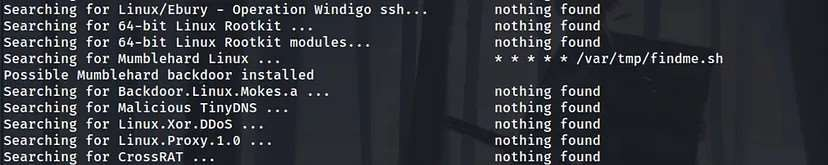 Searching for Linux/Ebury - Operation Windigo ssh... nothing found
Searching for 64-bit Linux Rootkit ... nothing found
Searching for 64-bit Linux Rootkit modules... nothing found
Searching for Mumblehard Linux ... * * * * * /var/tmp/findme.sh
Possible Mumblehard backdoor installed
Searching for Backdoor.Linux.Mokes.a ... nothing found
Searching for Malicious TinyDNS ... nothing found
Searching for Linux.Xor.DDoS ... nothing found
Searching for Linux.Proxy.1.0 ... nothing found
Searching for CrossRAT ... nothing found